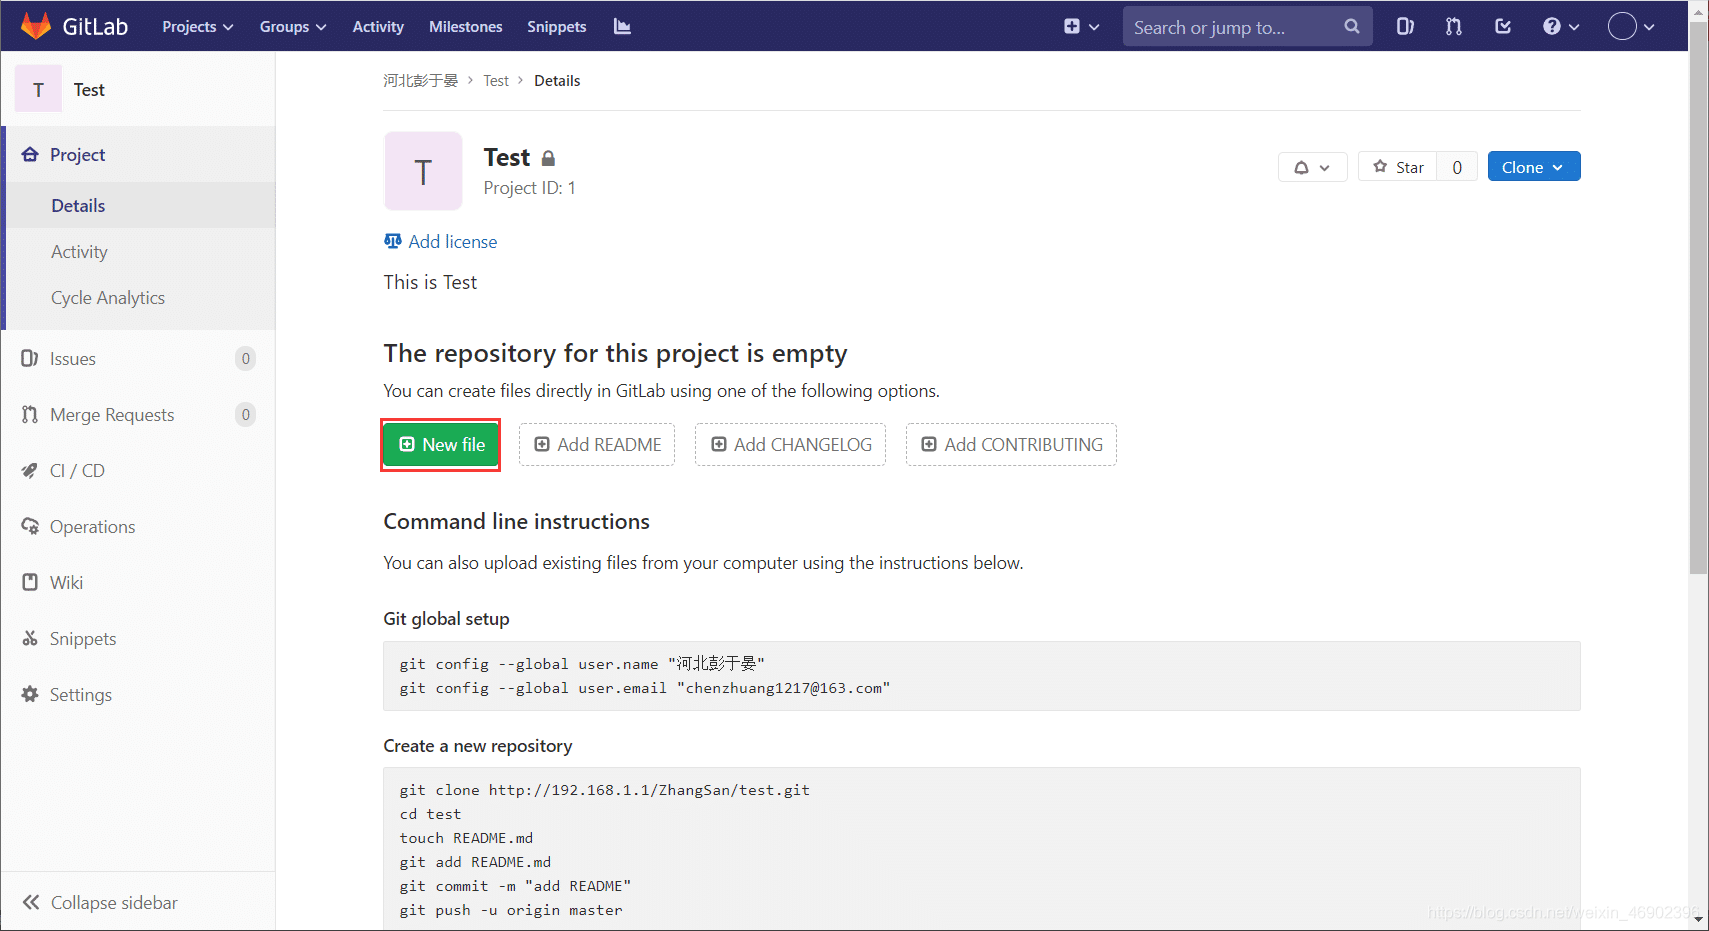 GitLab Projects Groups Activity Milestones Snippets Search or jump to...
T Test
Project
Details
Activity
Cycle Analytics
Issues 0
Merge Requests 0
CI / CD
Operations
Wiki
Snippets
Settings
Collapse sidebar
河北彭于晏 > Test > Details
T
Test
Project ID: 1
Star 0 Clone
Add license
This is Test
The repository for this project is empty
You can create files directly in GitLab using one of the following options.
New file Add README Add CHANGELOG Add CONTRIBUTING
Command line instructions
You can also upload existing files from your computer using the instructions below.
Git global setup
git config --global user.name "河北彭于晏"
git config --global user.email "chenzhuang1217@163.com"
Create a new repository
git clone http://192.168.1.1/ZhangSan/test.git
cd test
touch README.md
git add README.md
git commit -m "add README"
git push -u origin master
https://blog.csdn.net/weixin_46902396